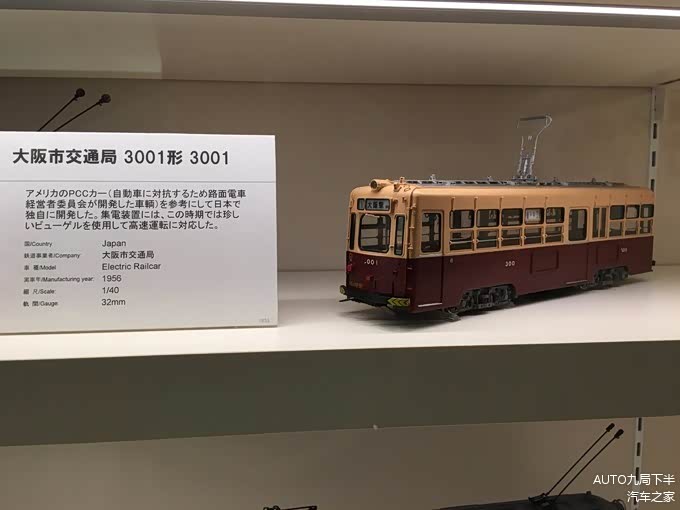 大阪市交通局 3001形 3001
アメリカのPCCカー（自動車に対抗するため路面電車
経営者委員会が開発した車輌）を参考にして日本で
独自に開発した。集電装置には、この時期では珍し
いビューゲルを使用して高速運転に対応した。
国/Country Japan
鉄道事業者/Company: 大阪市交通局
車 種/Model Electric Railcar
実車年/Manufacturing year: 1956
縮 尺/Scale: 1/40
軌 間/Gauge: 32mm
AUTO九局下半
汽车之家